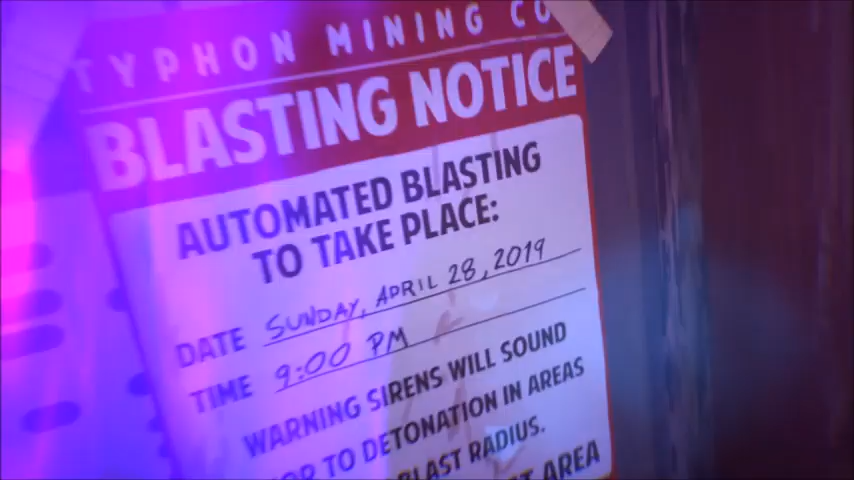 TYPHON MINING CO
BLASTING NOTICE
AUTOMATED BLASTING
TO TAKE PLACE:
DATE SUNDAY, APRIL 28, 2019
TIME 9:00 PM
WARNING SIRENS WILL SOUND
TO DETONATION IN AREAS
BLAST RADIUS.
AREA